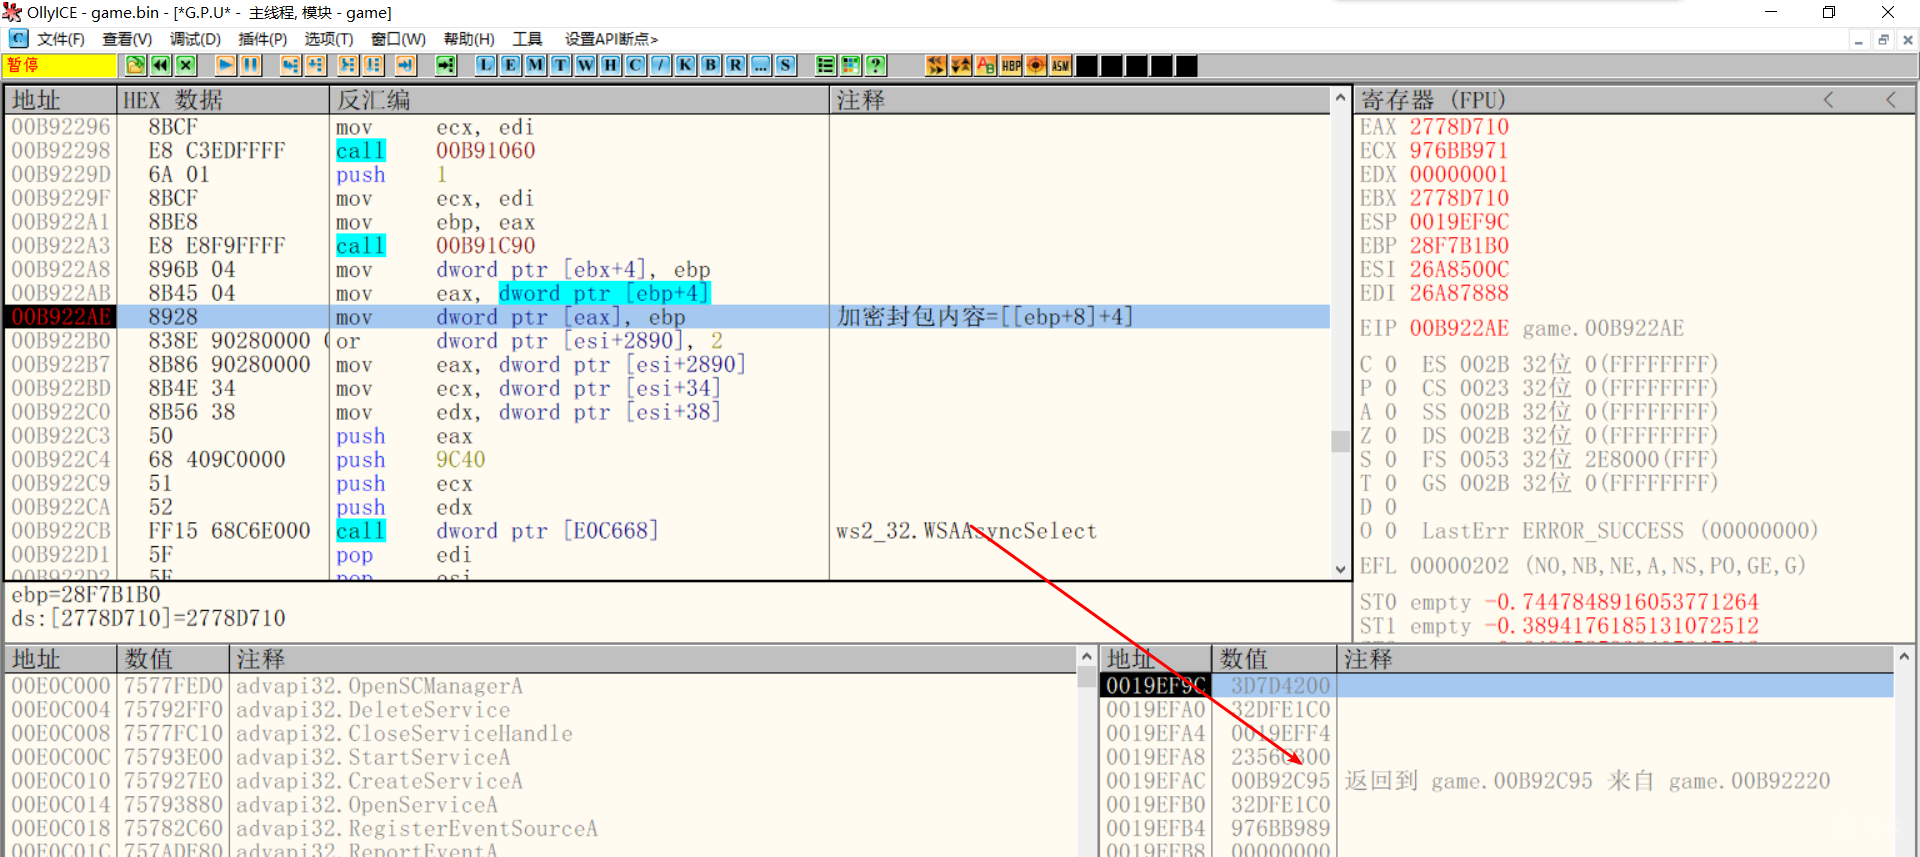 OllyICE - game.bin - [*G.P.U* - 主线程, 模块 - game]
文件(F) 查看(V) 调试(D) 插件(P) 选项(T) 窗口(W) 帮助(H) 工具 设置API断点>
暂停 L E M T W H C / K B R ... S ? HBP ASM
地址 HEX 数据 反汇编 注释
00B92296 8BCF mov ecx, edi
00B92298 E8 C3EDFFFF call 00B91060
00B9229D 6A 01 push 1
00B9229F 8BCF mov ecx, edi
00B922A1 8BE8 mov ebp, eax
00B922A3 E8 E8F9FFFF call 00B91C90
00B922A8 896B 04 mov dword ptr [ebx+4], ebp
00B922AB 8B45 04 mov eax, dword ptr [ebp+4]
00B922AE 8928 mov dword ptr [eax], ebp 加密封包内容=[[ebp+8]+4]
00B922B0 838E 90280000 or dword ptr [esi+2890], 2
00B922B7 8B86 90280000 mov eax, dword ptr [esi+2890]
00B922BD 8B4E 34 mov ecx, dword ptr [esi+34]
00B922C0 8B56 38 mov edx, dword ptr [esi+38]
00B922C3 50 push eax
00B922C4 68 409C0000 push 9C40
00B922C9 51 push ecx
00B922CA 52 push edx
00B922CB FF15 68C6E000 call dword ptr [E0C668] ws2_32.WSAAsyncSelect
00B922D1 5F pop edi
00B922D2 5E pop esi
ebp=28F7B1B0
ds:[2778D710]=2778D710
寄存器 (FPU) < <
EAX 2778D710
ECX 976BB971
EDX 00000001
EBX 2778D710
ESP 0019EF9C
EBP 28F7B1B0
ESI 26A8500C
EDI 26A87888
EIP 00B922AE game.00B922AE
C 0 ES 002B 32位 0(FFFFFFFF)
P 0 CS 0023 32位 0(FFFFFFFF)
A 0 SS 002B 32位 0(FFFFFFFF)
Z 0 DS 002B 32位 0(FFFFFFFF)
S 0 FS 0053 32位 2E8000(FFF)
T 0 GS 002B 32位 0(FFFFFFFF)
D 0
O 0 LastErr ERROR_SUCCESS (00000000)
EFL 00000202 (NO,NB,NE,A,NS,PO,GE,G)
ST0 empty -0.7447848916053771264
ST1 empty -0.3894176185131072512
地址 数值 注释
00E0C000 7577FED0 advapi32.OpenSCManagerA
00E0C004 75792FF0 advapi32.DeleteService
00E0C008 7577FC10 advapi32.CloseServiceHandle
00E0C00C 75793E00 advapi32.StartServiceA
00E0C010 757927E0 advapi32.CreateServiceA
00E0C014 75793880 advapi32.OpenServiceA
00E0C018 75782C60 advapi32.RegisterEventSourceA
00E0C01C 757ADE80 advapi32.ReportEventA
地址 数值 注释
0019EF9C 3D7D4200
0019EFA0 32DFE1C0
0019EFA4 0019EFF4
0019EFA8
0019EFAC 00B92C95 返回到 game.00B92C95 来自 game.00B92220
0019EFB0 32DFE1C0
0019EFB4 976BB989
0019EFB8 00000000